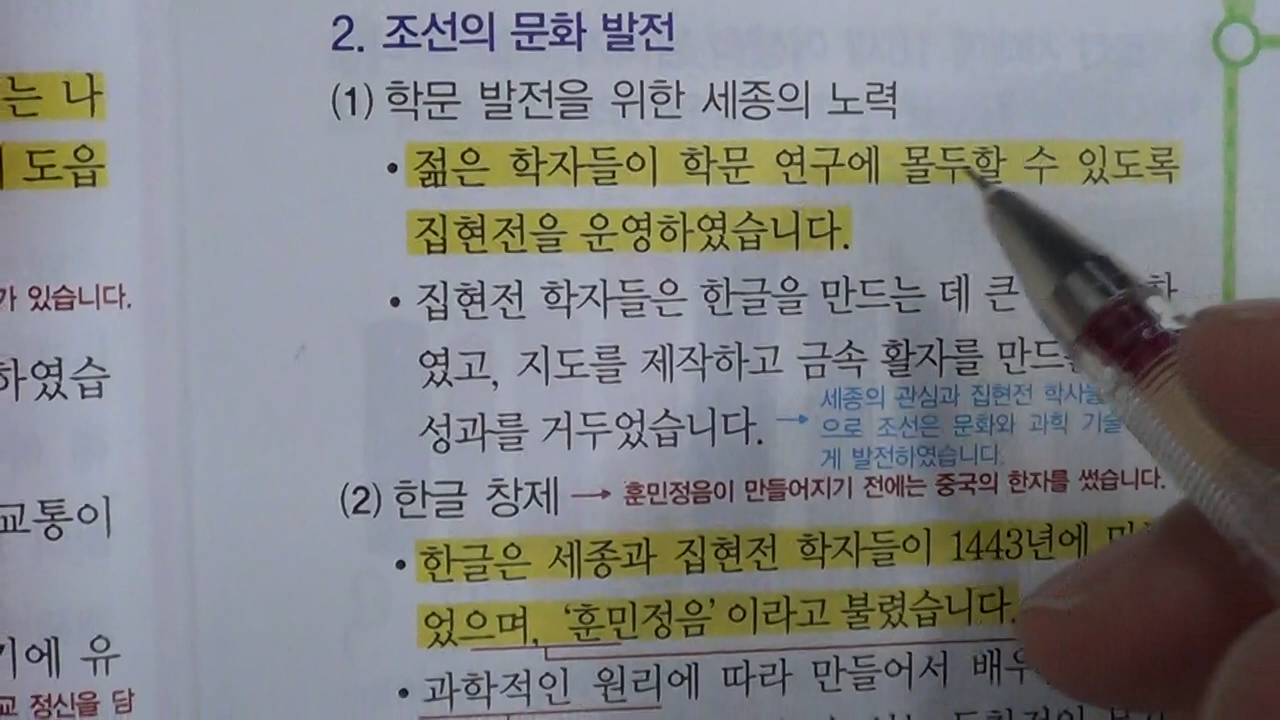 2. 조선의 문화 발전
(1) 학문 발전을 위한 세종의 노력
• 젊은 학자들이 학문 연구에 몰두할 수 있도록
집현전을 운영하였습니다.
• 집현전 학자들은 한글을 만드는 데 큰
였고, 지도를 제작하고 금속 활자를 만드는
성과를 거두었습니다. → 세종의 관심과 집현전
으로 조선은 문화와 과학 기술
게 발전하였습니다.
(2) 한글 창제 → 훈민정음이 만들어지기 전에는 중국의 한자를 썼습니다.
• 한글은 세종과 집현전 학자들이 1443년에
었으며, ‘훈민정음’ 이라고 불렸습니다.
• 과학적인 원리에 따라 만들어서 배우
는 나
도읍
가 있습니다.
하였습
교통이
기에 유
교 정신을 담